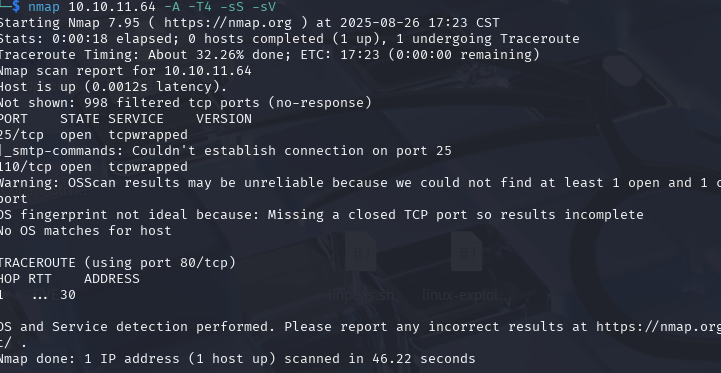 └─$ nmap 10.10.11.64 -A -T4 -sS -sV
Starting Nmap 7.95 ( https://nmap.org ) at 2025-08-26 17:23 CST
Stats: 0:00:18 elapsed; 0 hosts completed (1 up), 1 undergoing Traceroute
Traceroute Timing: About 32.26% done; ETC: 17:23 (0:00:00 remaining)
Nmap scan report for 10.10.11.64
Host is up (0.0012s latency).
Not shown: 998 filtered tcp ports (no-response)
PORT    STATE SERVICE    VERSION
25/tcp  open  tcpwrapped
|_smtp-commands: Couldn't establish connection on port 25
110/tcp open  tcpwrapped
Warning: OSScan results may be unreliable because we could not find at least 1 open and 1 c
port
OS fingerprint not ideal because: Missing a closed TCP port so results incomplete
No OS matches for host
TRACEROUTE (using port 80/tcp)
HOP RTT    ADDRESS
1   ... 30
OS and Service detection performed. Please report any incorrect results at https://nmap.org
t/ .
Nmap done: 1 IP address (1 host up) scanned in 46.22 seconds